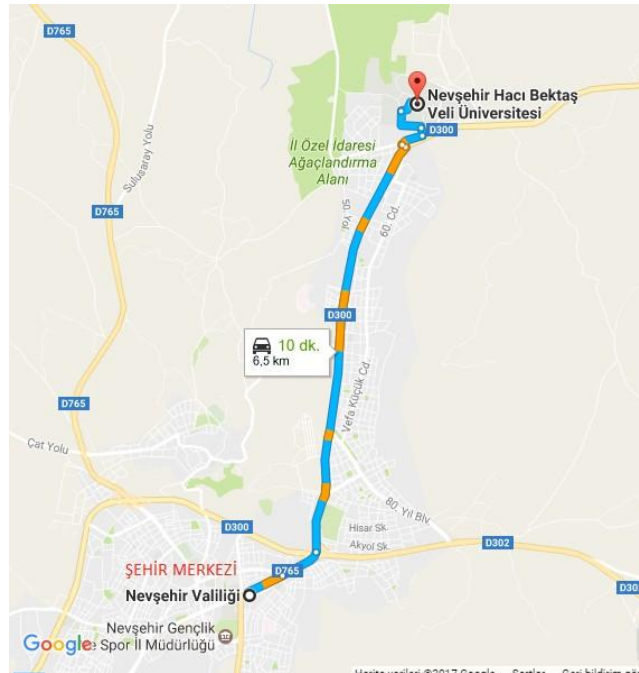 D765
Nevşehir Hacı Bektaş
Veli Üniversitesi
D300
İl Özel İdaresi
Ağaçlandırma
Alanı
Sulusaray Yolu
D765
50. Yol
60. Cd.
D300
10 dk.
6,5 km
Vefa Küçük Cd.
D765
Çat Yolu
80. Yıl Blv.
Hisar Sk.
D300
Akyol Sk.
D302
ŞEHİR MERKEZİ
D765
Nevşehir Valiliği
Nevşehir Gençlik
Google e Spor İl Müdürlüğü
Harita verileri ©2017 Google